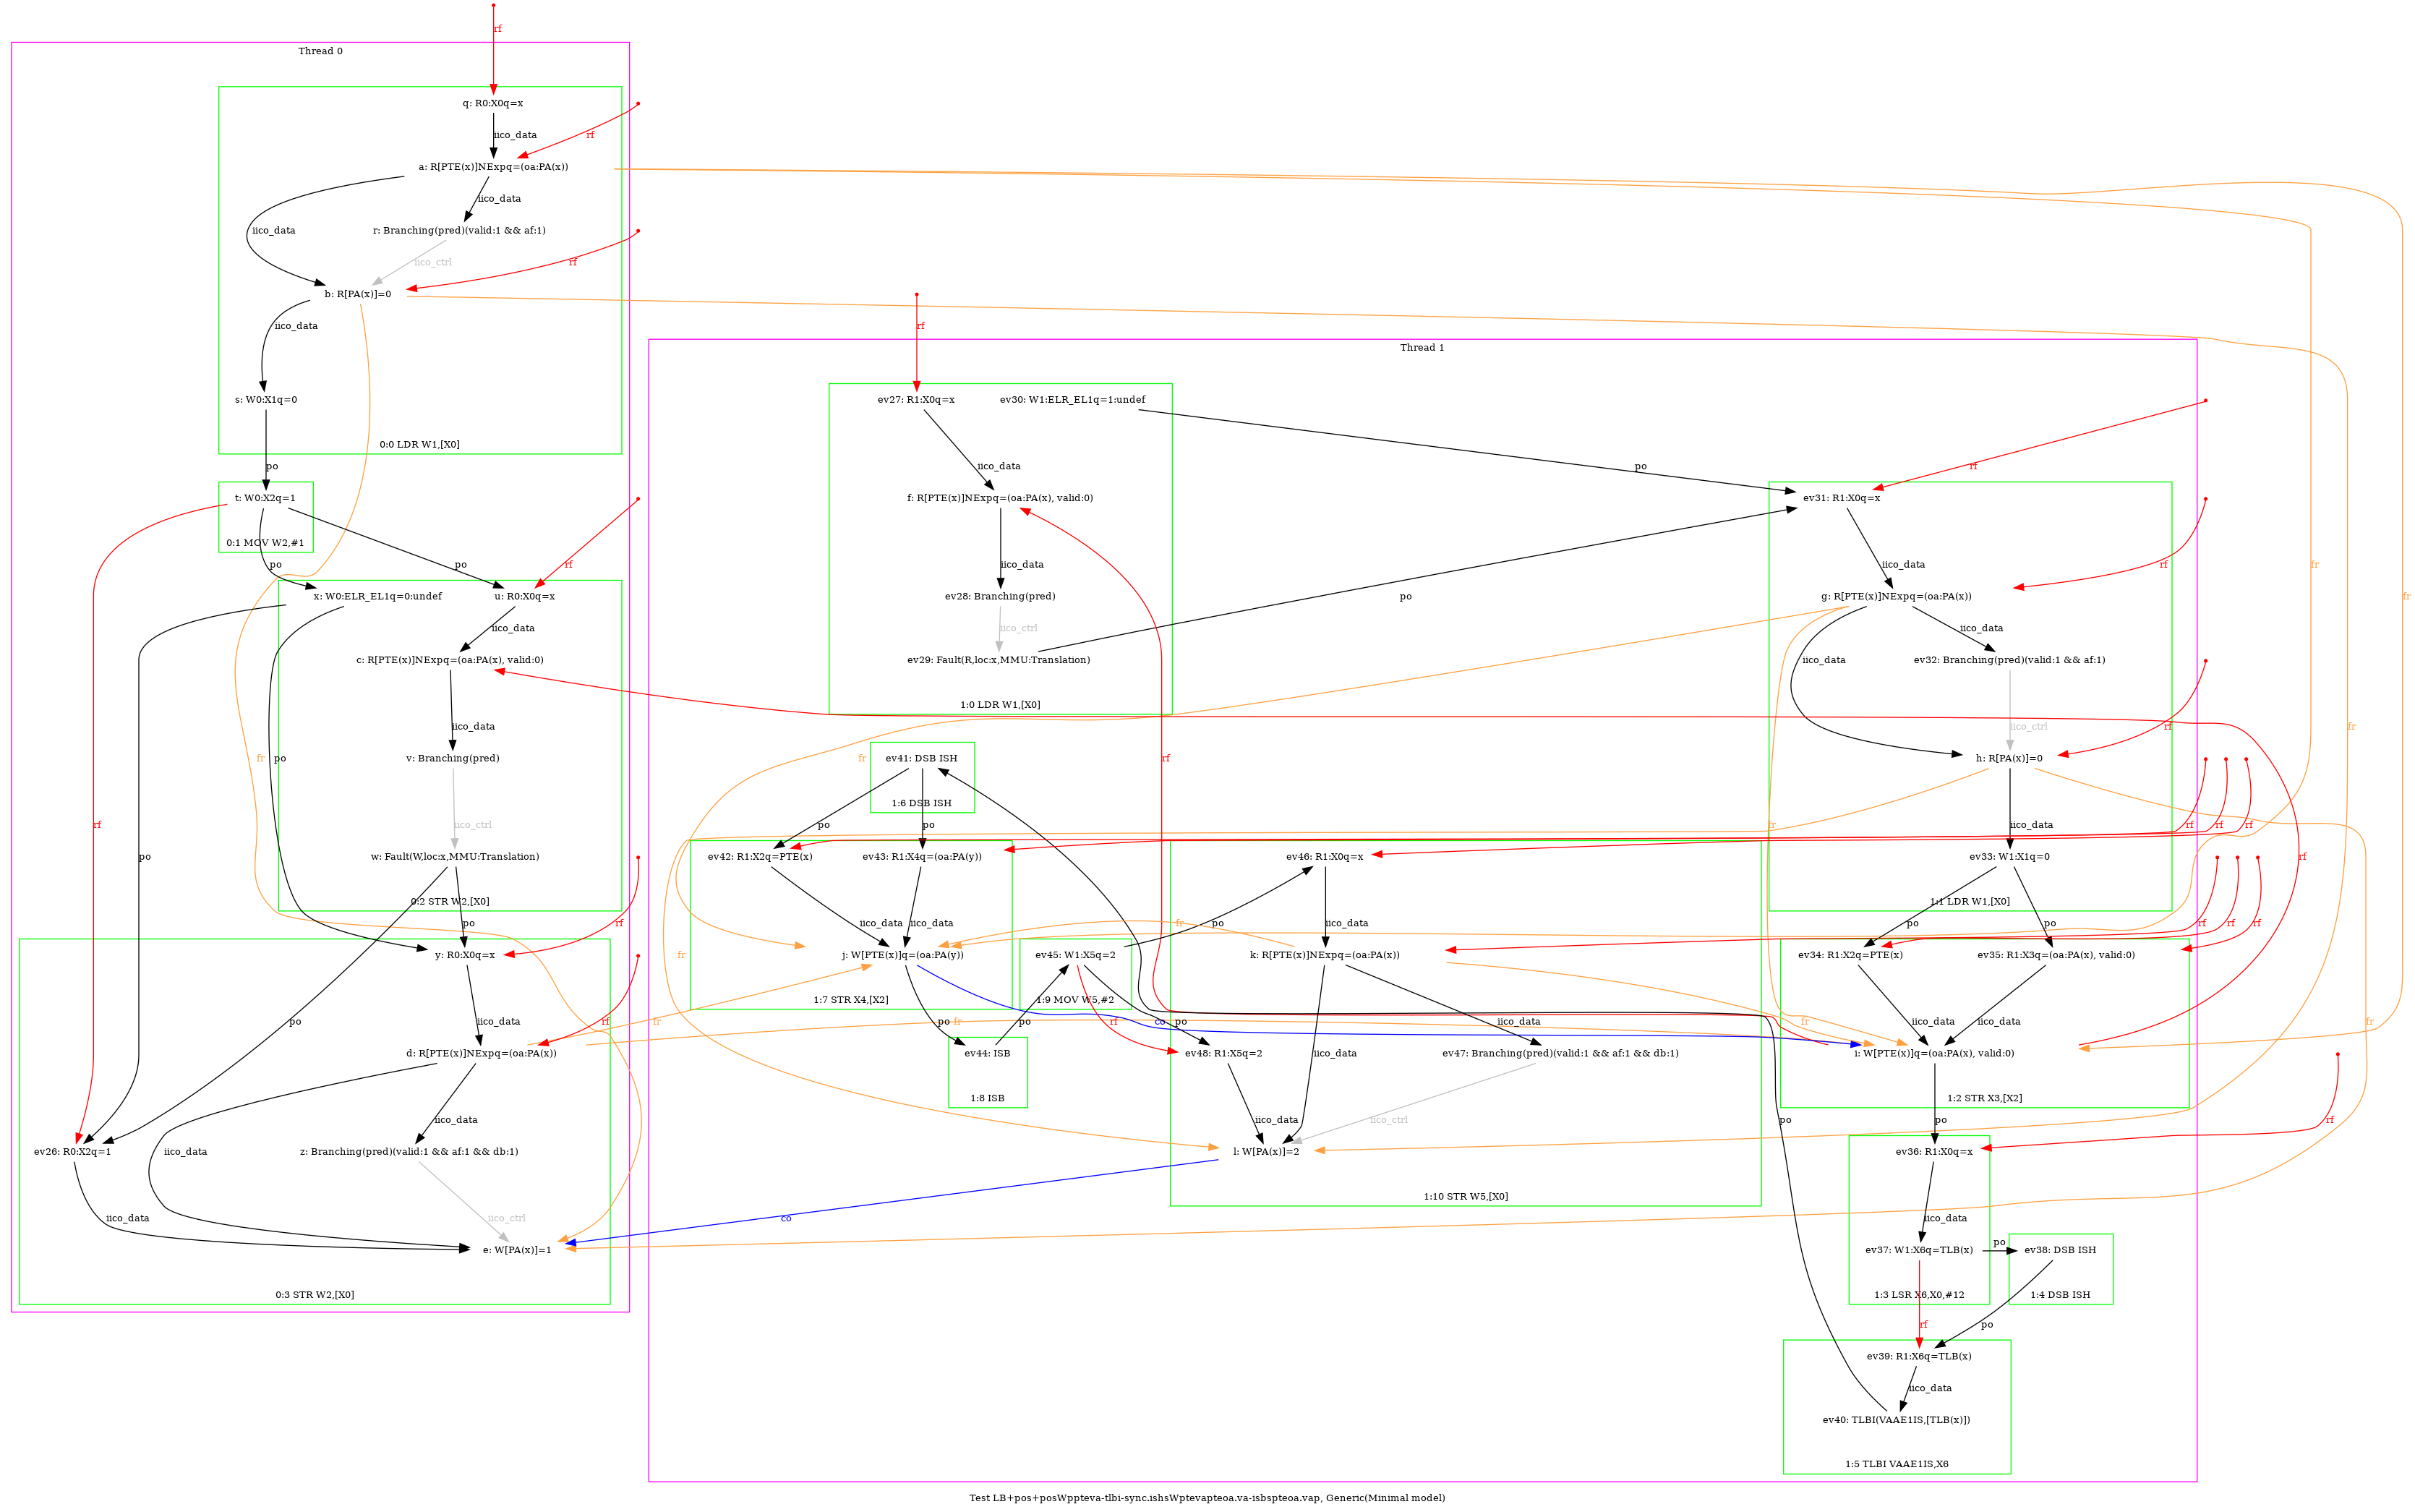 rf
Thread 0
q: R0:X0q=x
iico_data
rf
a: R[PTE(x)]NExpq=(oa:PA(x))
iico_data
iico_data
r: Branching(pred)(valid:1 && af:1)
iico_ctrl
rf
b: R[PA(x)]=0
iico_data
s: W0:X1q=0
0:0 LDR W1,[X0]
po
t: W0:X2q=1
0:1 MOV W2,#1
po
po
rf
fr
rf
x: W0:ELR_EL1q=0:undef
u: R0:X0q=x
iico_data
c: R[PTE(x)]NExpq=(oa:PA(x), valid:0)
iico_data
v: Branching(pred)
iico_ctrl
w: Fault(W,loc:x,MMU:Translation)
0:2 STR W2,[X0]
po
po
po
po
rf
y: R0:X0q=x
iico_data
rf
d: R[PTE(x)]NExpq=(oa:PA(x))
iico_data
iico_data
ev26: R0:X2q=1
z: Branching(pred)(valid:1 && af:1 && db:1)
iico_data
iico_ctrl
e: W[PA(x)]=1
0:3 STR W2,[X0]
rf
Thread 1
ev27: R1:X0q=x
ev30: W1:ELR_EL1q=1:undef
iico_data
po
f: R[PTE(x)]NExpq=(oa:PA(x), valid:0)
iico_data
ev28: Branching(pred)
iico_ctrl
ev29: Fault(R,loc:x,MMU:Translation)
1:0 LDR W1,[X0]
po
rf
rf
ev31: R1:X0q=x
iico_data
rf
g: R[PTE(x)]NExpq=(oa:PA(x))
iico_data
iico_data
ev32: Branching(pred)(valid:1 && af:1)
iico_ctrl
rf
h: R[PA(x)]=0
iico_data
ev33: W1:X1q=0
1:1 LDR W1,[X0]
fr
fr
fr
fr
fr
rf
ev41: DSB ISH
1:6 DSB ISH
po
po
rf
rf
rf
ev42: R1:X2q=PTE(x)
ev43: R1:X4q=(oa:PA(y))
iico_data
iico_data
j: W[PTE(x)]q=(oa:PA(y))
1:7 STR X4,[X2]
ev45: W1:X5q=2
1:9 MOV W5,#2
po
po
po
po
rf
co
ev44: ISB
1:8 ISB
ev46: R1:X0q=x
iico_data
fr
k: R[PTE(x)]NExpq=(oa:PA(x))
iico_data
iico_data
ev48: R1:X5q=2
ev47: Branching(pred)(valid:1 && af:1 && db:1)
iico_data
iico_ctrl
l: W[PA(x)]=2
1:10 STR W5,[X0]
co
fr
fr
fr
fr
fr
po
po
rf
rf
rf
ev34: R1:X2q=PTE(x)
ev35: R1:X3q=(oa:PA(x), valid:0)
iico_data
iico_data
i: W[PTE(x)]q=(oa:PA(x), valid:0)
1:2 STR X3,[X2]
po
rf
ev36: R1:X0q=x
iico_data
ev37: W1:X6q=TLB(x)
1:3 LSR X6,X0,#12
po
ev38: DSB ISH
1:4 DSB ISH
rf
po
po
ev39: R1:X6q=TLB(x)
iico_data
ev40: TLBI(VAAE1IS,[TLB(x)])
1:5 TLBI VAAE1IS,X6
Test LB+pos+posWppteva-tlbi-sync.ishsWptevapteoa.va-isbspteoa.vap, Generic(Minimal model)